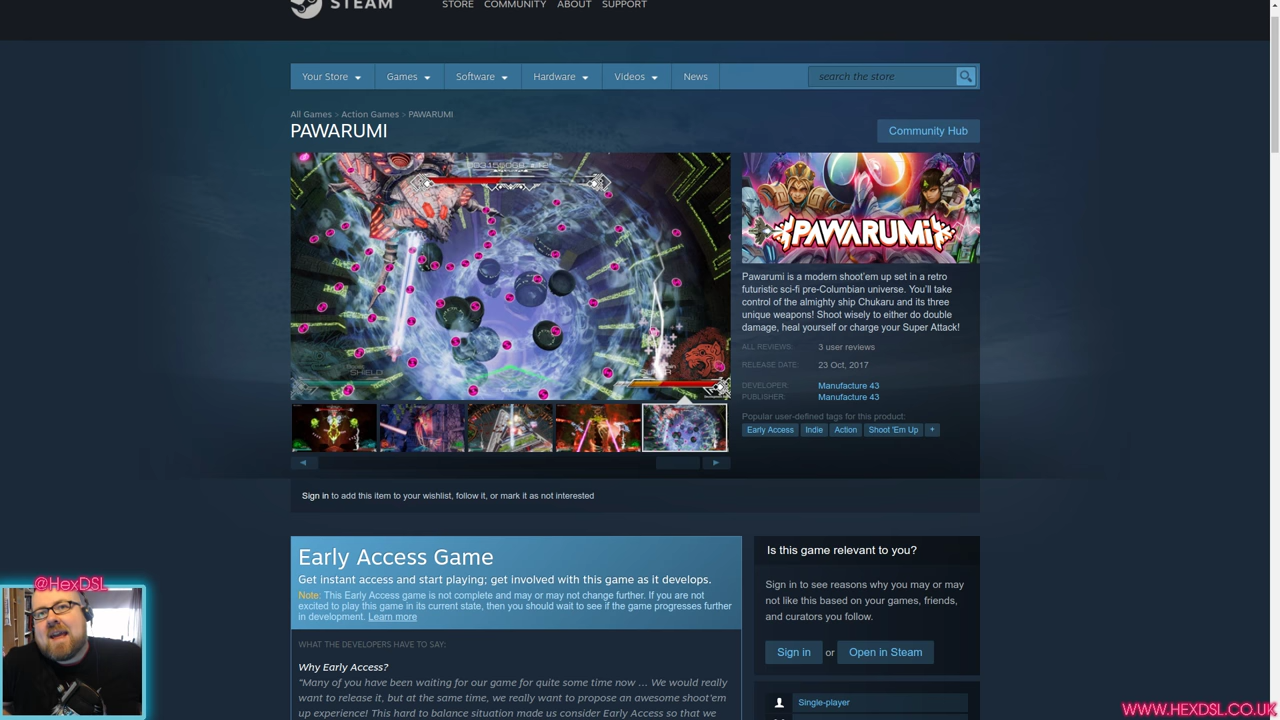 STEAM
STORE COMMUNITY ABOUT SUPPORT
Your Store Games Software Hardware Videos News
search the store
All Games > Action Games > PAWARUMI
PAWARUMI
Community Hub
PAWARUMI
Pawarumi is a modern shoot'em up set in a retro
futuristic sci-fi pre-Columbian universe. You'll take
control of the almighty ship Chukaru and its three
unique weapons! Shoot wisely to either do double
damage, heal yourself or charge your Super Attack!
ALL REVIEWS: 3 user reviews
RELEASE DATE: 23 Oct, 2017
DEVELOPER: Manufacture 43
PUBLISHER: Manufacture 43
Popular user-defined tags for this product:
Early Access Indie Action Shoot 'Em Up +
SHIELD
Sign in to add this item to your wishlist, follow it, or mark it as not interested
Early Access Game
Get instant access and start playing; get involved with this game as it develops.
Note: This Early Access game is not complete and may or may not change further. If you are not
excited to play this game in its current state, then you should wait to see if the game progresses further
in development. Learn more
WHAT THE DEVELOPERS HAVE TO SAY:
Why Early Access?
"Many of you have been waiting for our game for quite some time now ... We would really
want to release it, but at the same time, we really want to propose an awesome shoot'em
up experience! This hard to balance situation made us consider Early Access so that we
Is this game relevant to you?
Sign in to see reasons why you may or may
not like this based on your games, friends,
and curators you follow.
Sign in or Open in Steam
Single-player
@HexDSL
WWW.HEXDSL.CO.UK